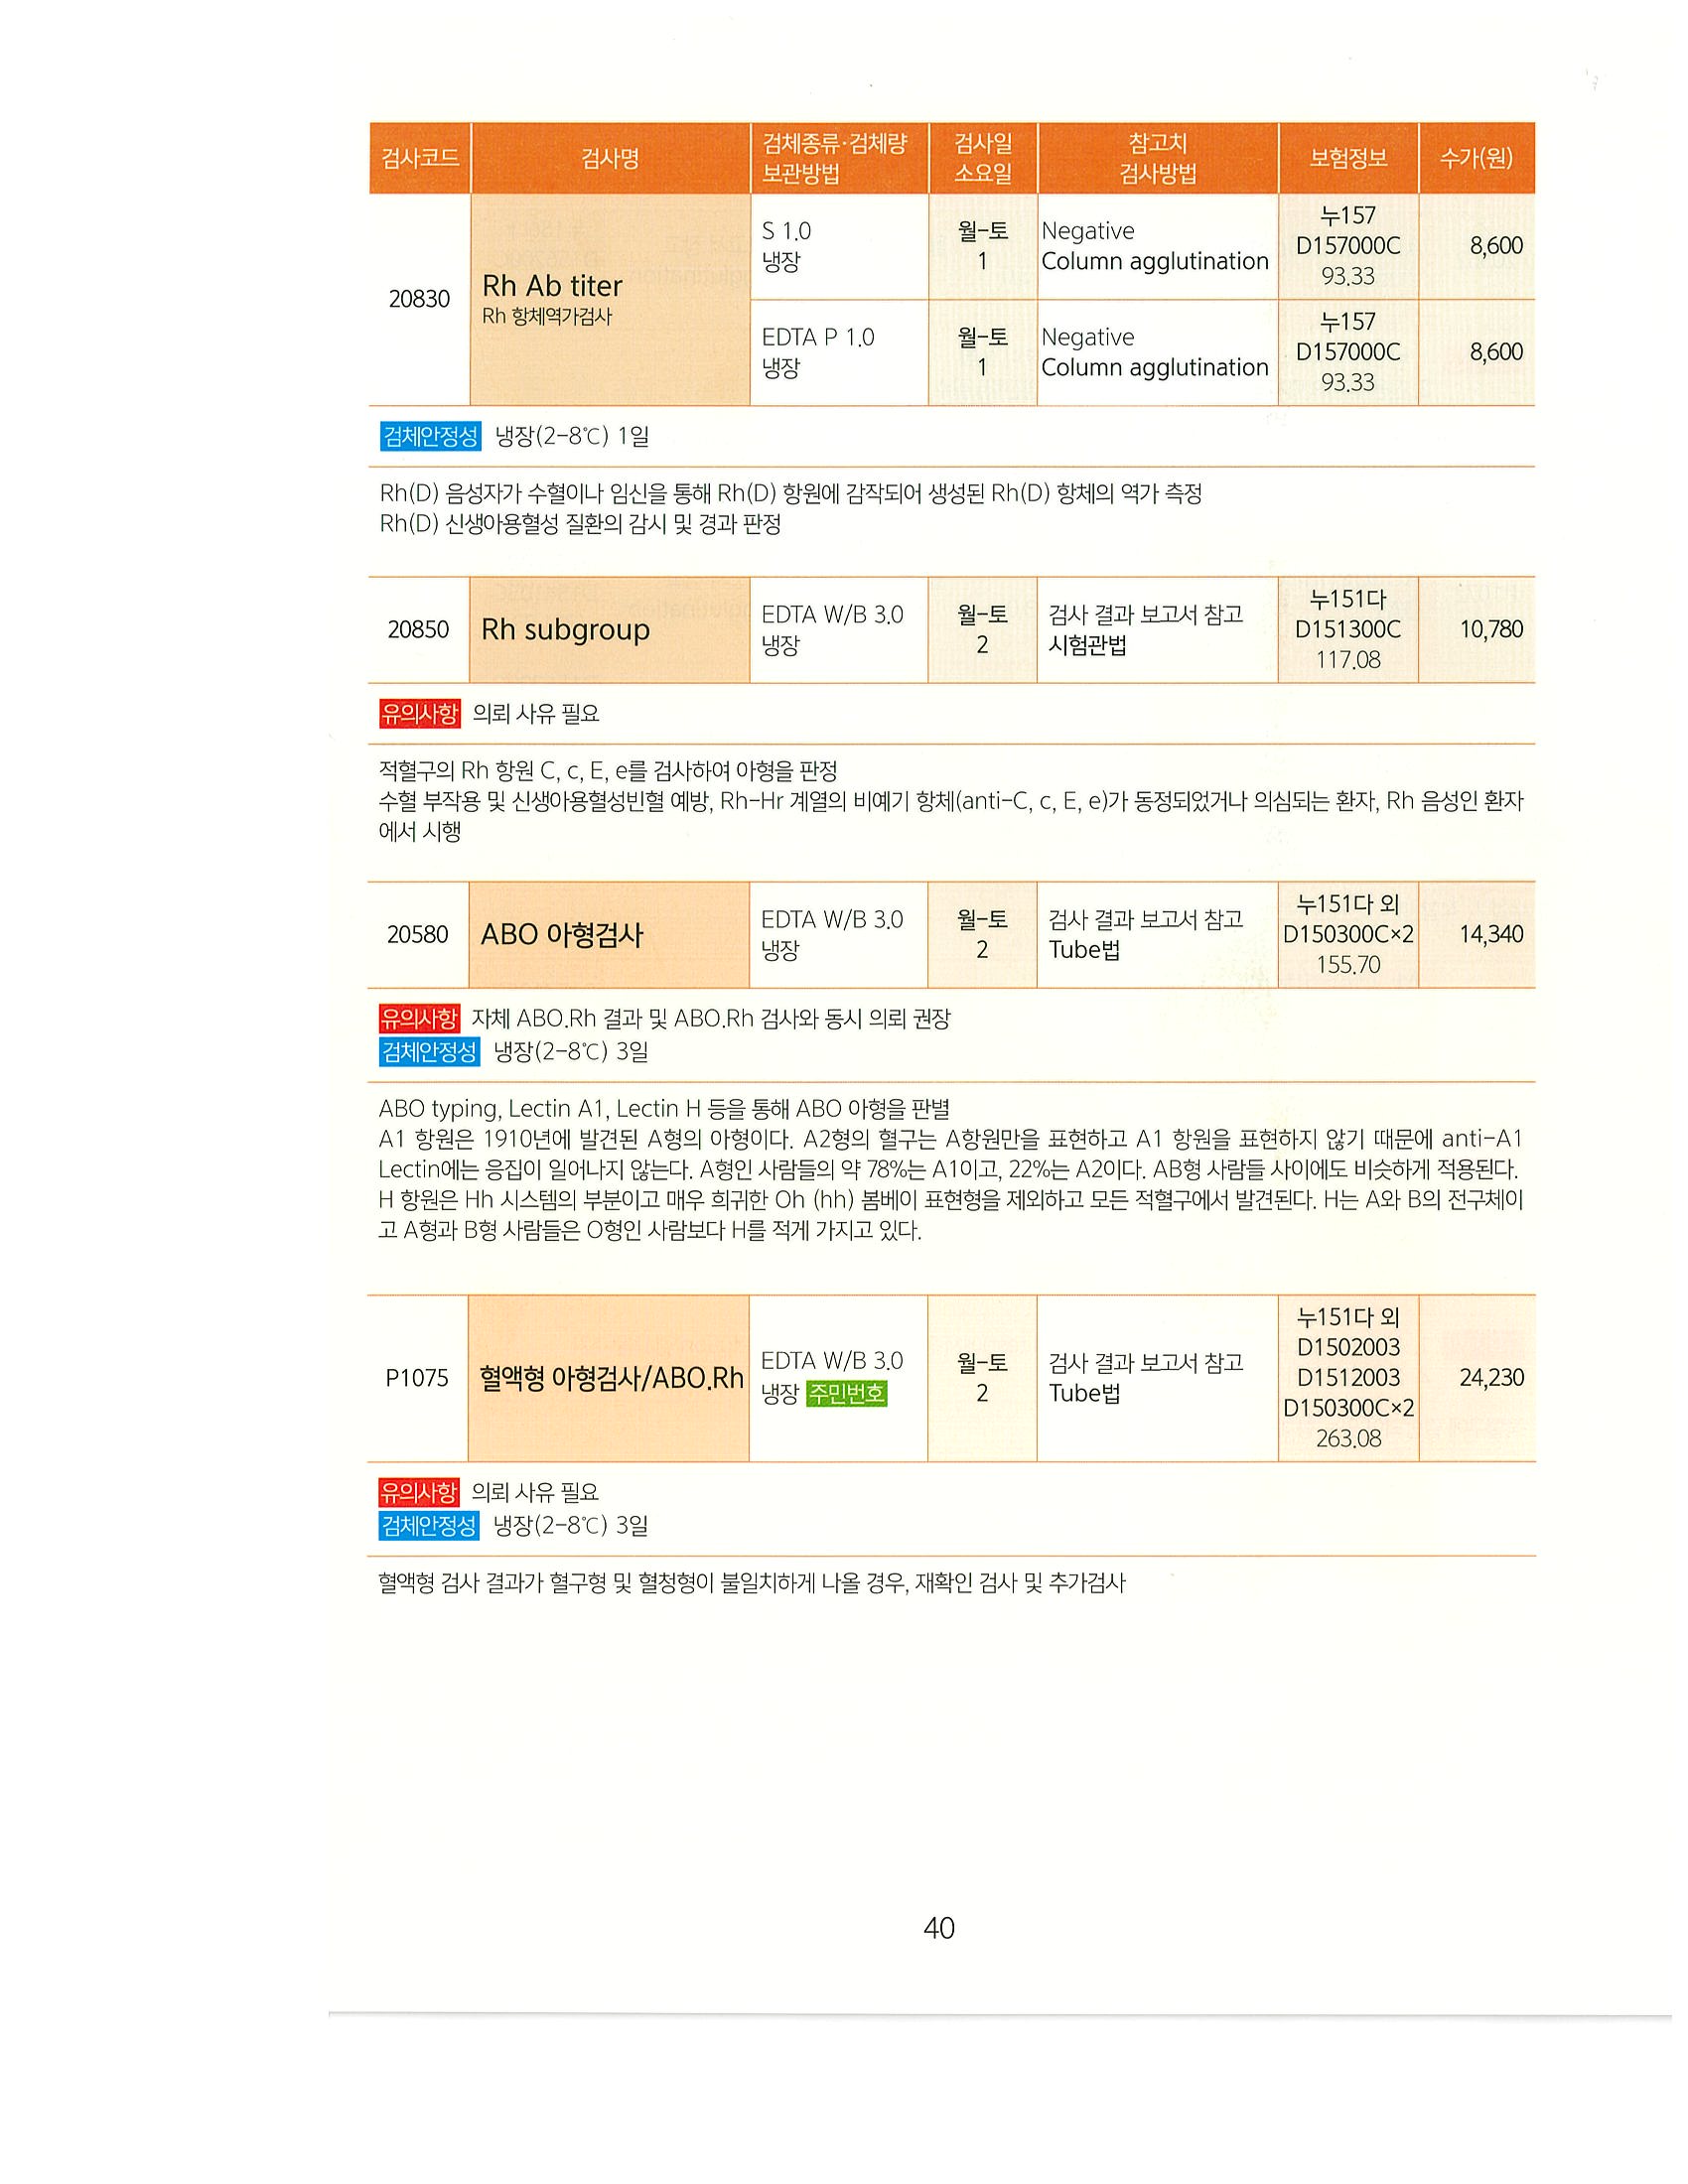 검사코드 검사명 검체종류·검체량 보관방법 검사일 소요일 참고치 검사방법 보험정보 수가(원)
20830
Rh Ab titer
Rh 항체역가검사
S 1.0
냉장
월-토
1
Negative
Column agglutination
누157
D157000C
93.33
8,600
EDTA P 1.0
냉장
월-토
1
Negative
Column agglutination
누157
D157000C
93.33
8,600
검체안정성 냉장(2-8℃) 1일
Rh(D) 음성자가 수혈이나 임신을 통해 Rh(D) 항원에 감작되어 생성된 Rh(D) 항체의 역가 측정
Rh(D) 신생아용혈성 질환의 감시 및 경과 판정
20850
Rh subgroup
EDTA W/B 3.0
냉장
월-토
2
검사 결과 보고서 참고
시험관법
누151다
D151300C
117.08
10,780
유의사항 의뢰 사유 필요
적혈구의 Rh 항원 C, c, E, e를 검사하여 아형을 판정
수혈 부작용 및 신생아용혈성빈혈 예방, Rh-Hr 계열의 비예기 항체(anti-C, c, E, e)가 동정되었거나 의심되는 환자, Rh 음성인 환자
에서 시행
20580
ABO 아형검사
EDTA W/B 3.0
냉장
월-토
2
검사 결과 보고서 참고
Tube법
누151다 외
D150300C×2
155.70
14,340
유의사항 자체 ABO.Rh 결과 및 ABO.Rh 검사와 동시 의뢰 권장
검체안정성 냉장(2-8℃) 3일
ABO typing, Lectin A1, Lectin H 등을 통해 ABO 아형을 판별
A1 항원은 1910년에 발견된 A형의 아형이다. A2형의 혈구는 A항원만을 표현하고 A1 항원을 표현하지 않기 때문에 anti-A1
Lectin에는 응집이 일어나지 않는다. A형인 사람들의 약 78%는 A1이고, 22%는 A2이다. AB형 사람들 사이에도 비슷하게 적용된다.
H 항원은 Hh 시스템의 부분이고 매우 희귀한 Oh (hh) 봄베이 표현형을 제외하고 모든 적혈구에서 발견된다. H는 A와 B의 전구체이
고 A형과 B형 사람들은 O형인 사람보다 H를 적게 가지고 있다.
P1075
혈액형 아형검사/ABO.Rh
EDTA W/B 3.0
냉장 주민번호
월-토
2
검사 결과 보고서 참고
Tube법
누151다 외
D1502003
D1512003
D150300C×2
263.08
24,230
유의사항 의뢰 사유 필요
검체안정성 냉장(2-8℃) 3일
혈액형 검사 결과가 혈구형 및 혈청형이 불일치하게 나올 경우, 재확인 검사 및 추가검사
40